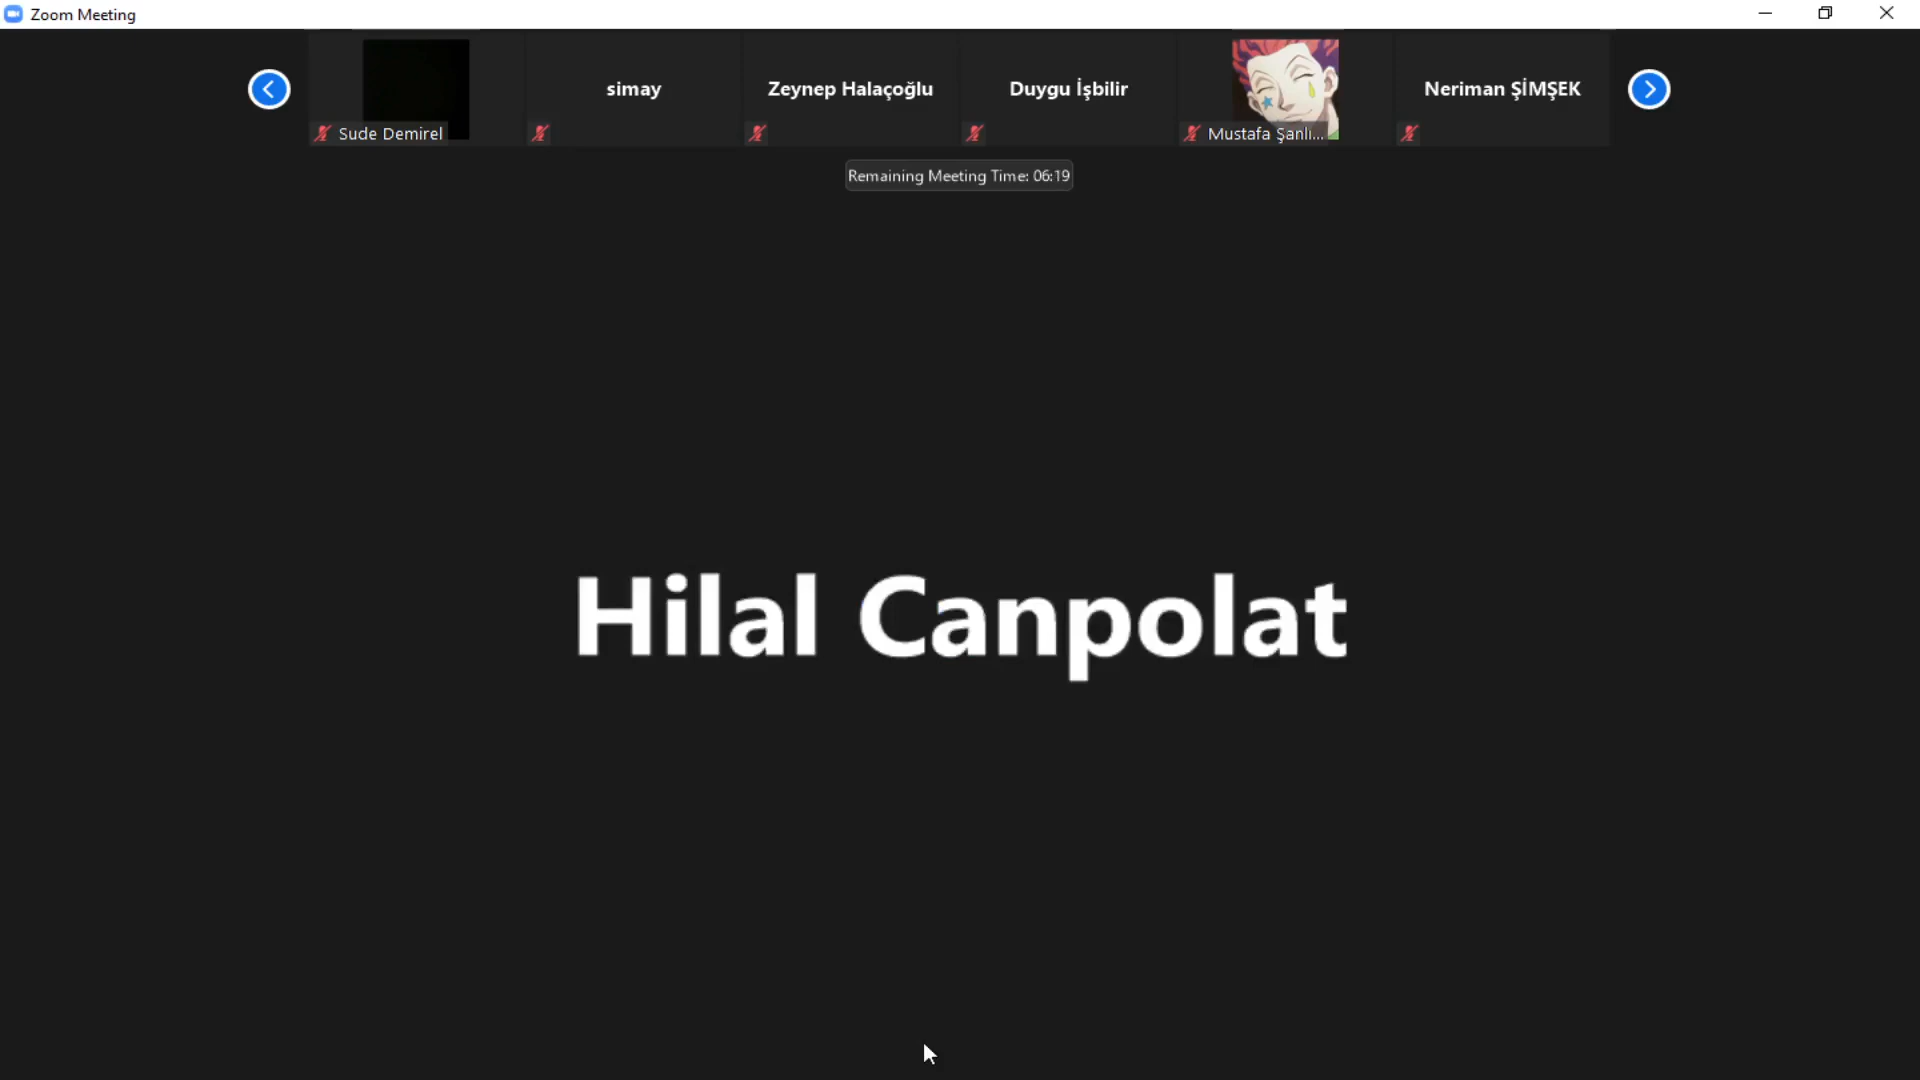 Zoom Meeting
simay
Zeynep Halaçoğlu
Duygu İşbilir
Neriman ŞİMŞEK
Sude Demirel
Mustafa Şanlı...
Remaining Meeting Time: 06:19
Hilal Canpolat